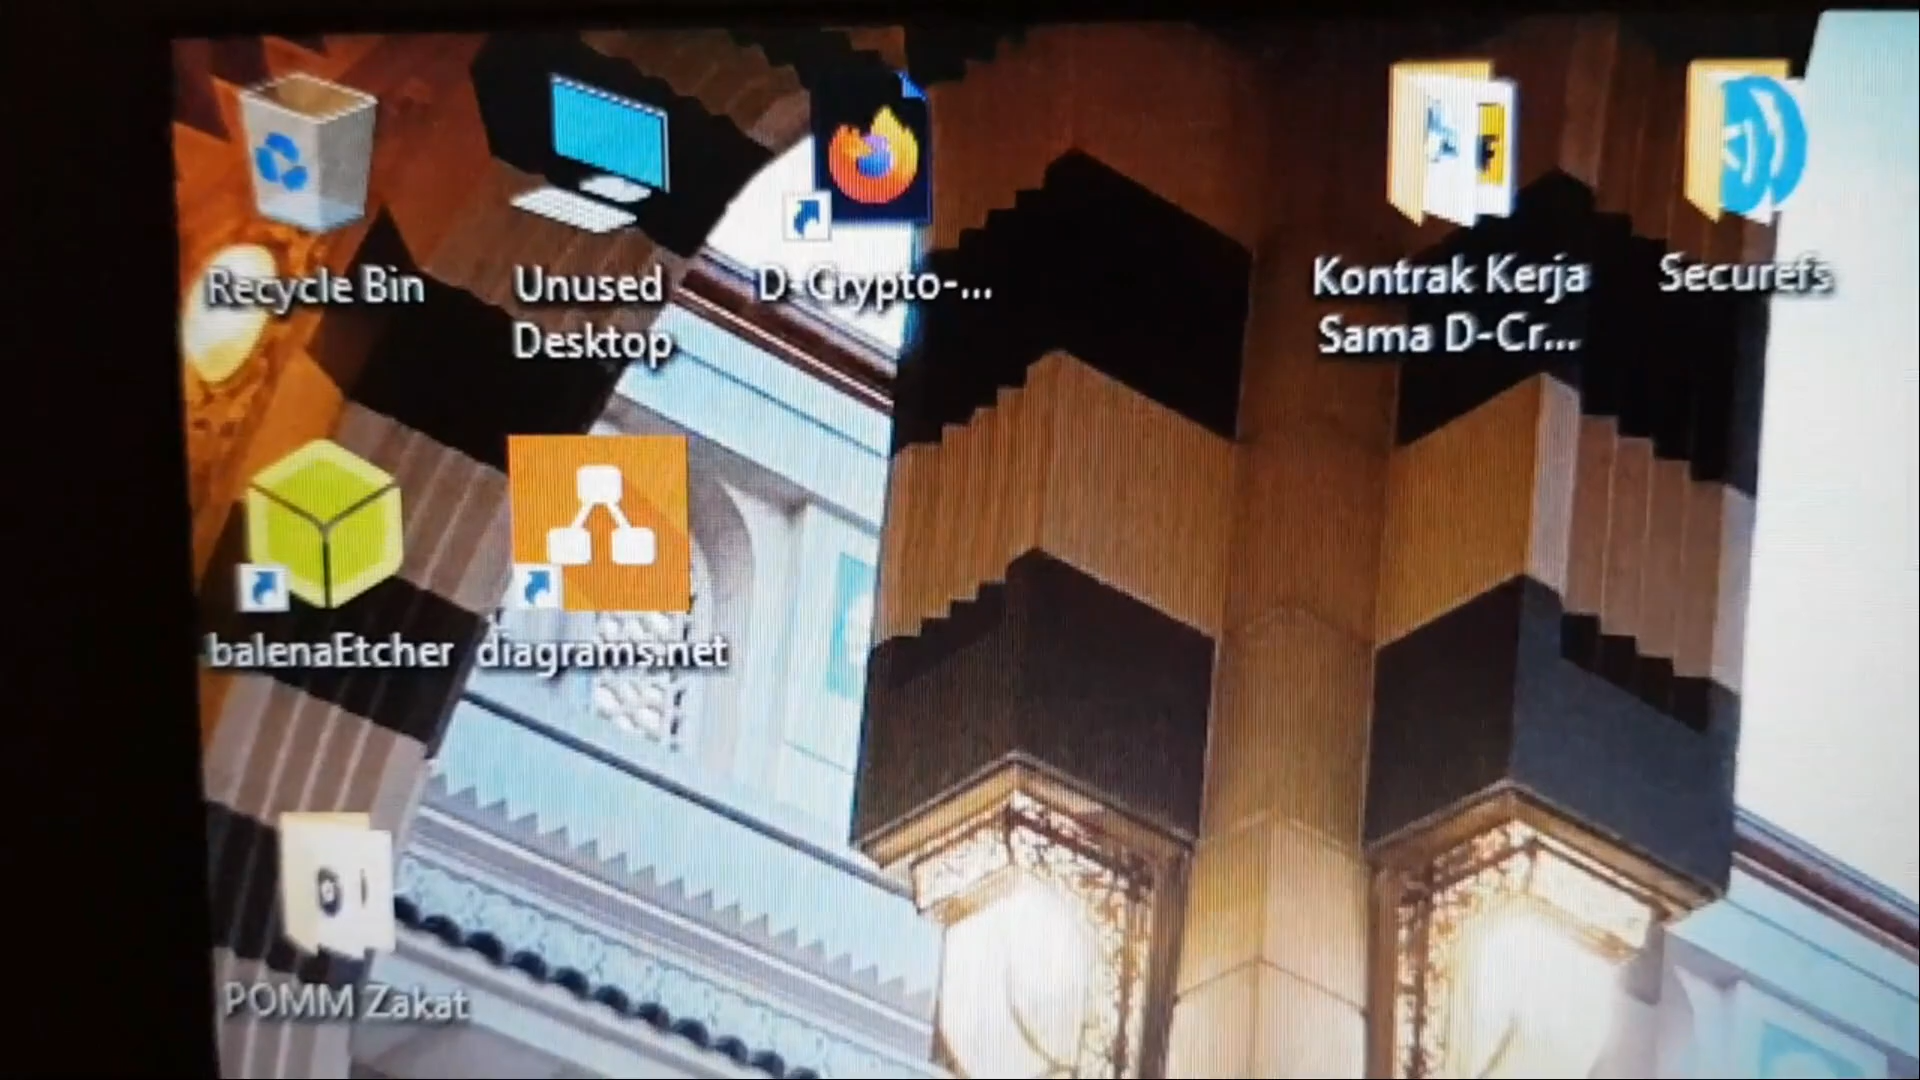 Recycle Bin
Unused
Desktop
D-Crypto-...
Kontrak Kerja
Sama D-Cr...
Securefs
balenaEtcher
diagrams.net
POMM Zakat